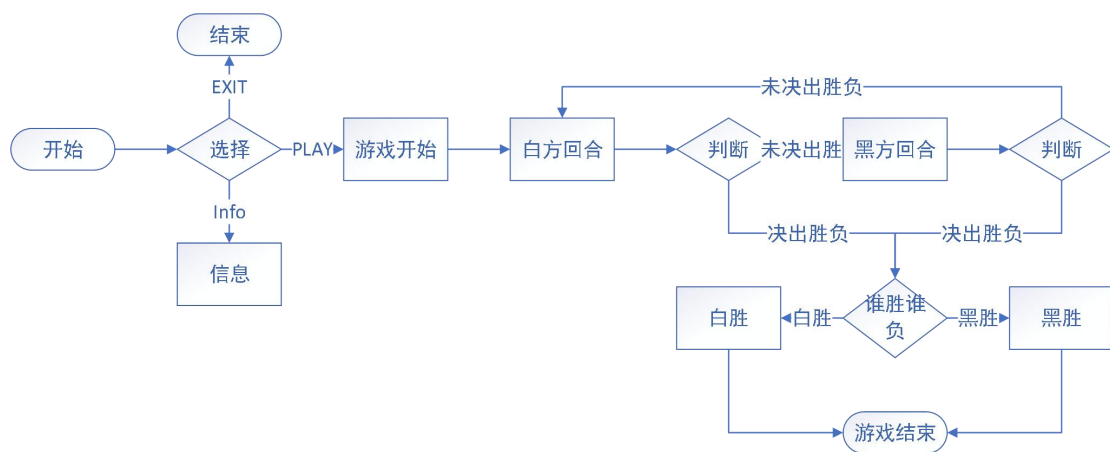 结束
EXIT
未决出胜负
开始
选择
PLAY
游戏开始
白方回合
判断
未决出胜
黑方回合
判断
Info
决出胜负
决出胜负
信息
白胜
白胜
谁胜谁
负
黑胜
黑胜
游戏结束